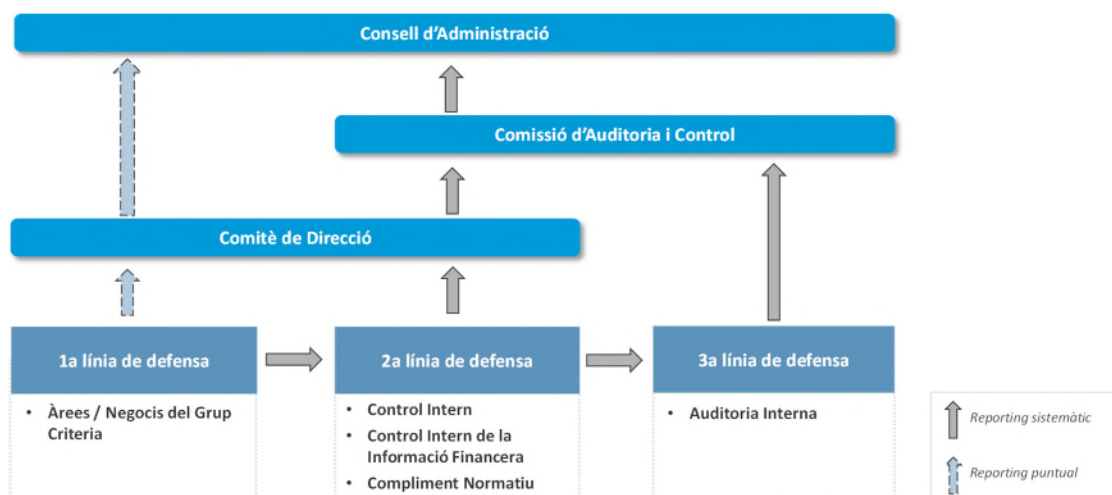 Consell d'Administració
Comissió d'Auditoria i Control
Comitè de Direcció
1a línia de defensa
2a línia de defensa
3a línia de defensa
• Àrees / Negocis del Grup
Criteria
• Control Intern
• Control Intern de la
Informació Financera
• Compliment Normatiu
• Auditoria Interna
Reporting sistemàtic
Reporting puntual